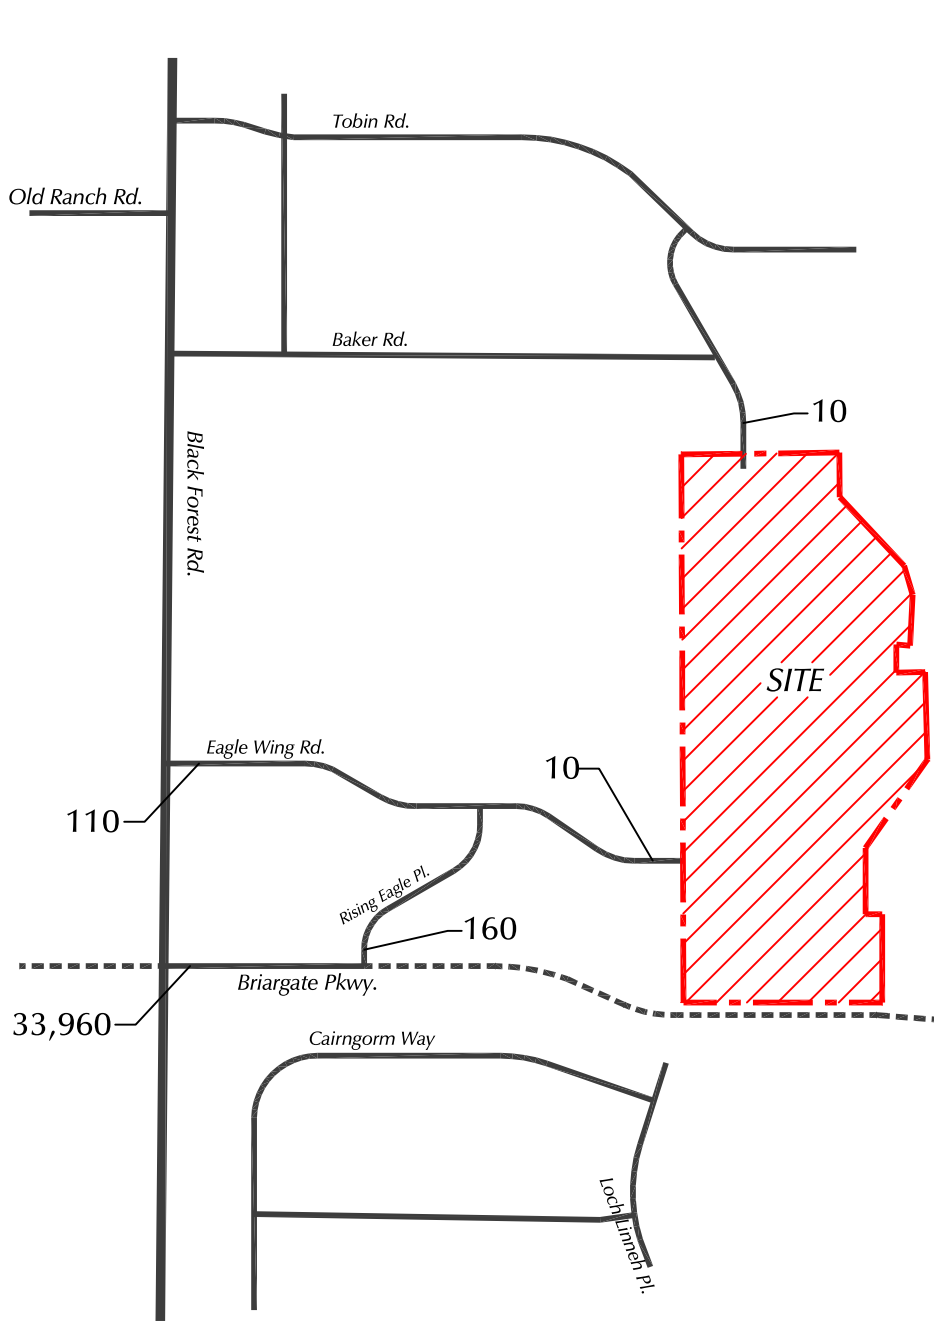 Tobin Rd.
Old Ranch Rd.
Baker Rd.
10
Black Forest Rd.
SITE
Eagle Wing Rd.
10
110
Rising Eagle Pl.
160
Briargate Pkwy.
33,960
Cairngorm Way
Loch Linneh Pl.